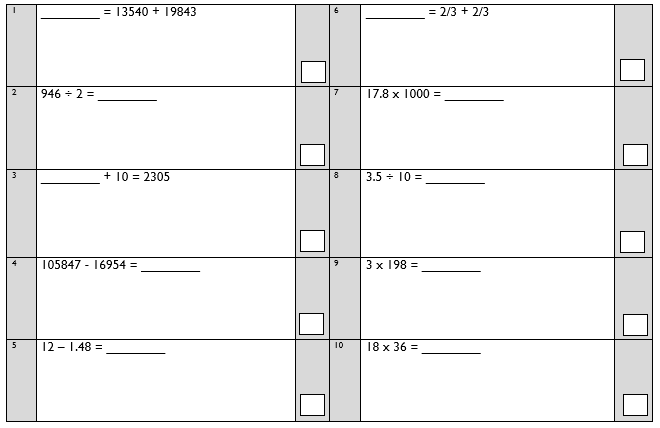 1 _________ = 13540 + 19843
6 _________ = 2/3 + 2/3
2 946 ÷ 2 = _________
7 17.8 x 1000 = _________
3 _________ + 10 = 2305
8 3.5 ÷ 10 = _________
4 105847 - 16954 = _________
9 3 x 198 = _________
5 12 – 1.48 = _________
10 18 x 36 = _________